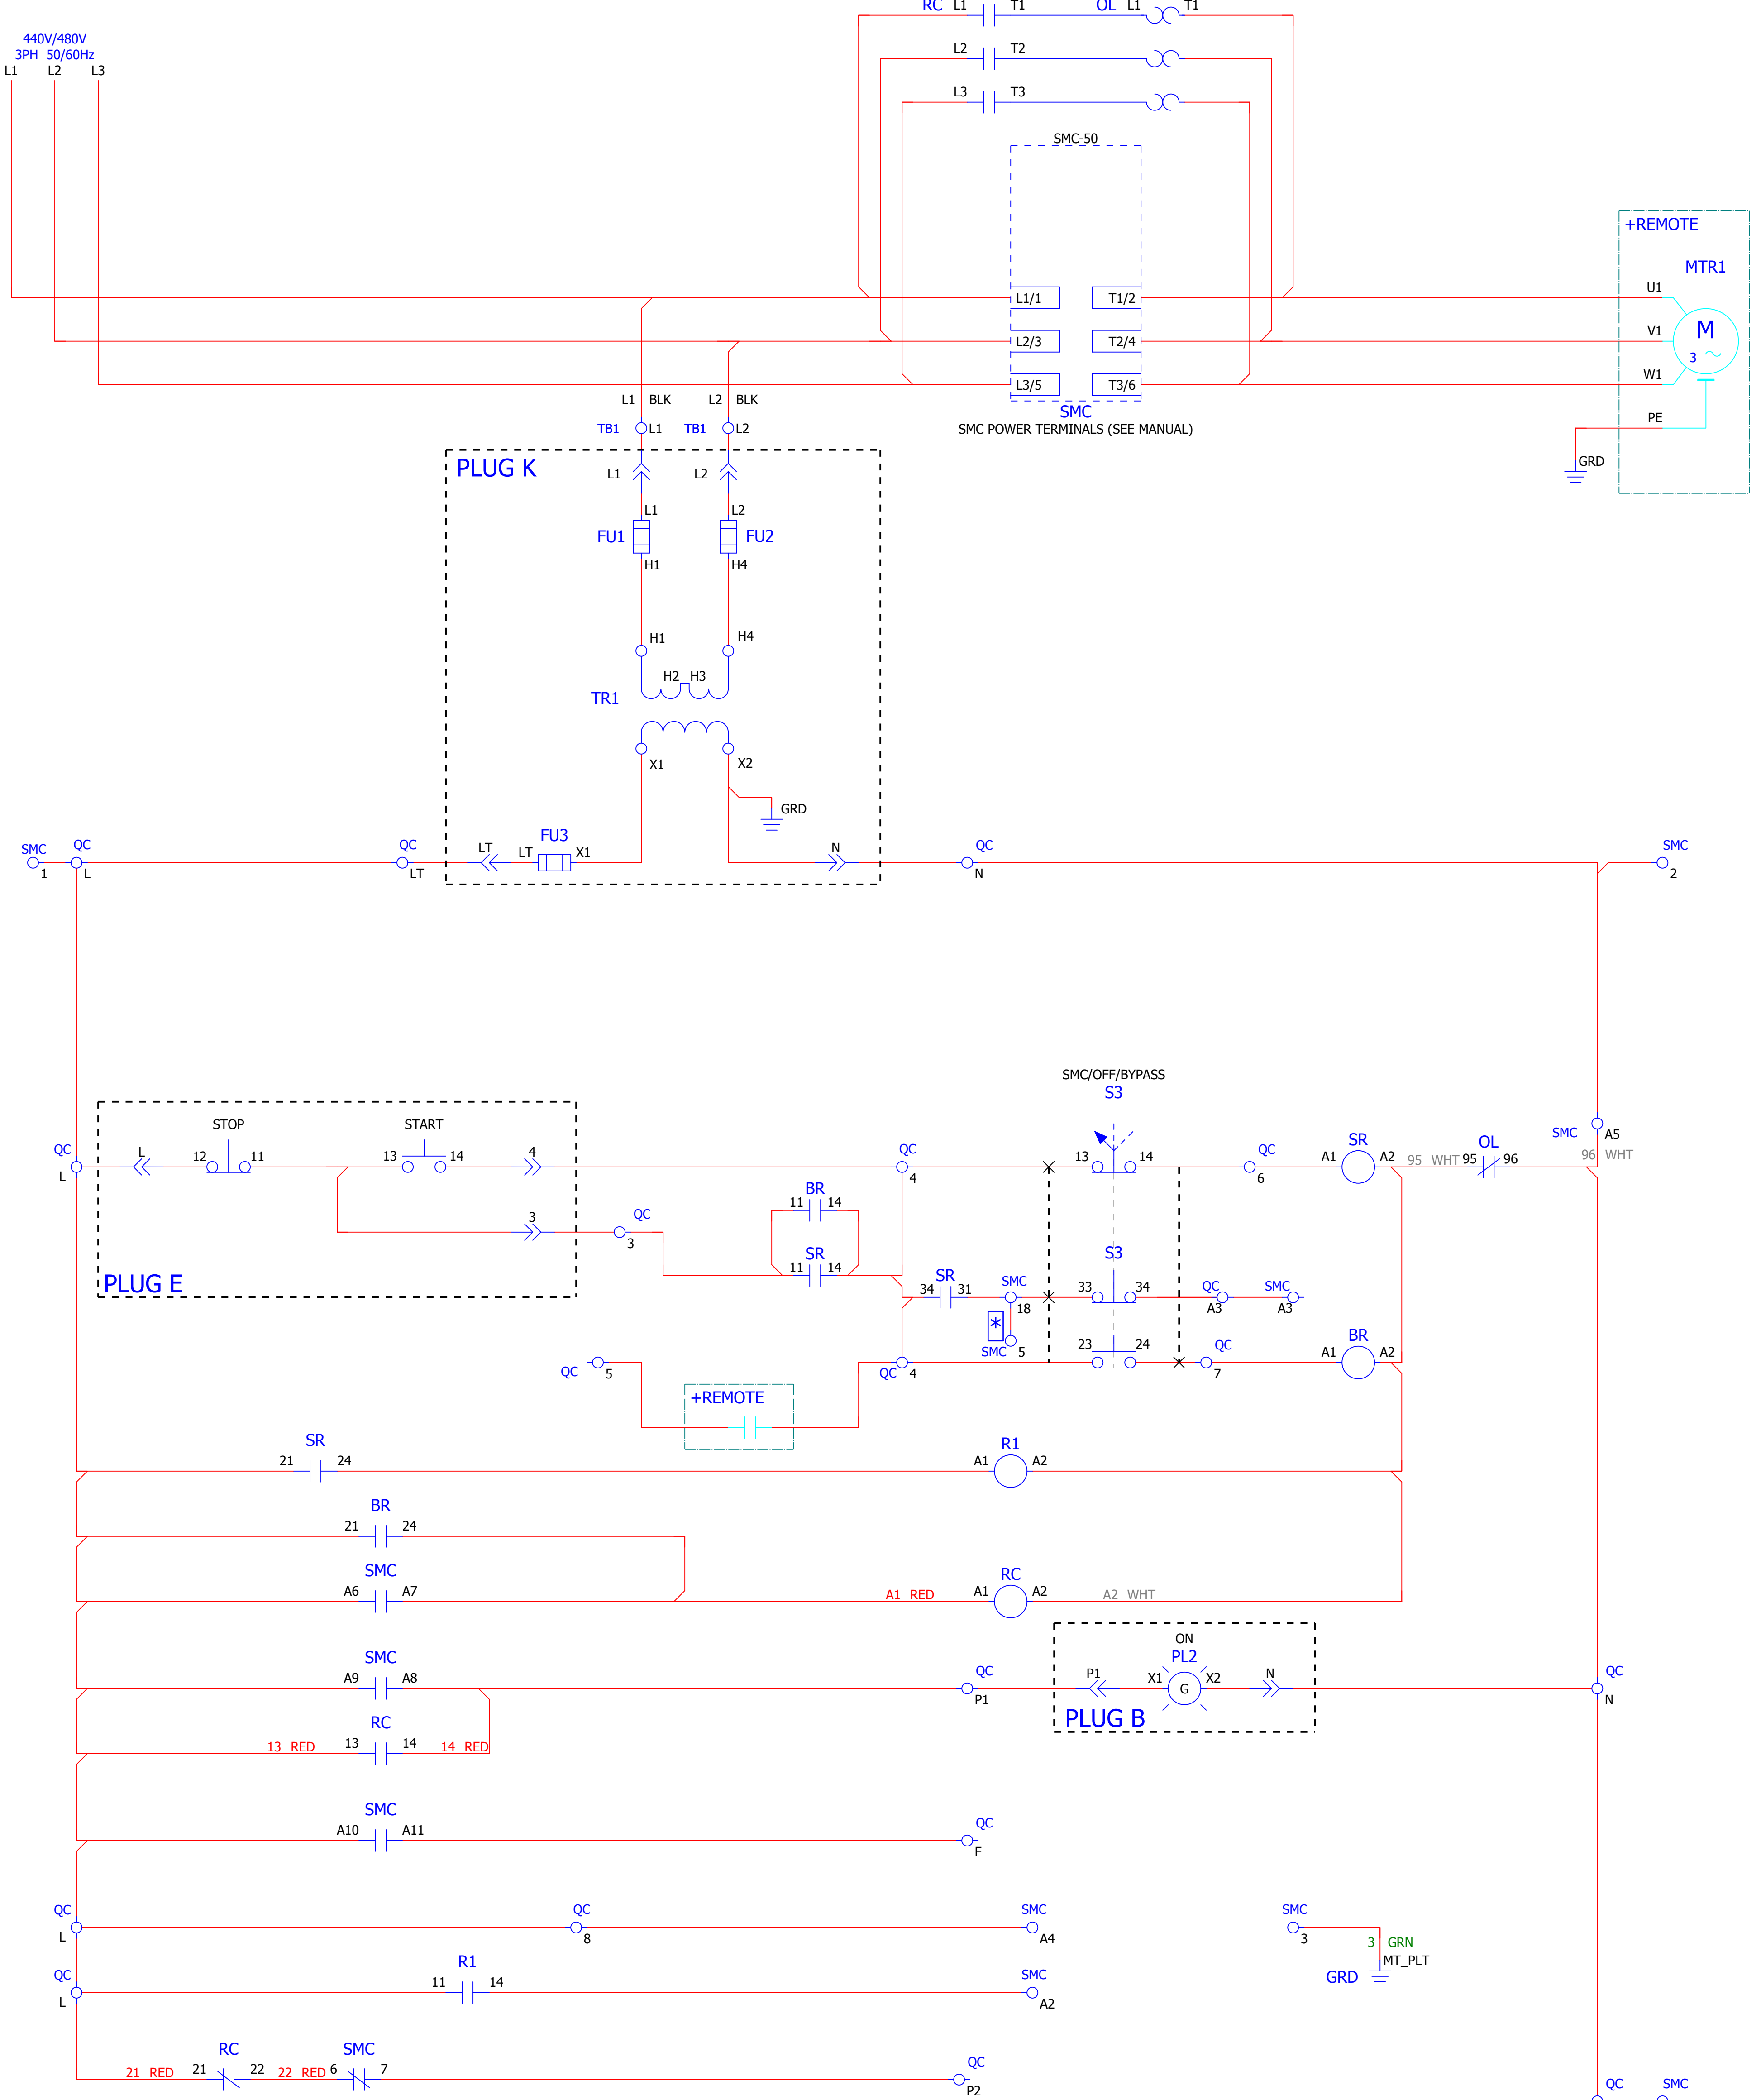 RC L1 T1 OL L1 T1
440V/480V
3PH 50/60Hz
L1 L2 L3
L2 T2
L3 T3
SMC-50
+REMOTE
MTR1
U1
L1/1 T1/2
V1
M
3
L2/3 T2/4
W1
L3/5 T3/6
SMC
SMC POWER TERMINALS (SEE MANUAL)
L1 BLK L2 BLK
TB1 L1 TB1 L2
PE
GRD
PLUG K
L1 L2
L1 L2
FU1 FU2
H1 H4
H1 H4
H2 H3
TR1
X1 X2
GRD
SMC QC QC FU3 QC SMC
LT LT X1 N
1 L LT N 2
SMC/OFF/BYPASS
S3
STOP START
SMC A5
QC L 4 QC SR OL
12 11 13 14 13 14 QC A1 A2 95 WHT 95 96 96 WHT
L 4 6
BR
11 14
3 QC
3
SR
11 14
S3
PLUG E
SR SMC QC SMC
34 31 33 34
18 A3 A3
*
SMC 5 23 24 QC BR
A1 A2
QC 5 QC 4 7
+REMOTE
SR R1
21 24 A1 A2
BR
21 24
SMC RC
A6 A7 A1 RED A1 A2 A2 WHT
ON
SMC PL2
A9 A8 QC P1 X1 X2 N QC
G
P1 N
PLUG B
RC
13 RED 13 14 14 RED
SMC
A10 A11 QC
F
QC QC SMC SMC
L 8 A4 3
3 GRN
MT_PLT
GRD
QC R1 SMC
11 14
L A2
RC SMC
21 RED 21 22 22 RED 6 7 QC
P2
QC SMC